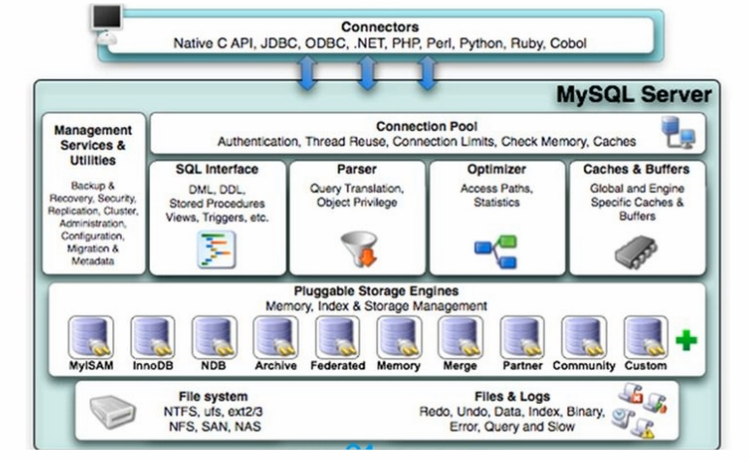 Connectors
Native C API, JDBC, ODBC, .NET, PHP, Perl, Python, Ruby, Cobol
MySQL Server
Management
Services &
Utilities
Backup &
Recovery, Security,
Replication, Cluster,
Administration,
Configuration,
Migration &
Metadata
Connection Pool
Authentication, Thread Reuse, Connection Limits, Check Memory, Caches
SQL Interface
DML, DDL,
Stored Procedures
Views, Triggers, etc.
Parser
Query Translation,
Object Privilege
Optimizer
Access Paths,
Statistics
Caches & Buffers
Global and Engine
Specific Caches &
Buffers
Pluggable Storage Engines
Memory, Index & Storage Management
MyISAM
InnoDB
NDB
Archive
Federated
Memory
Merge
Partner
Community
Custom
File system
NTFS, ufs, ext2/3
NFS, SAN, NAS
Files & Logs
Redo, Undo, Data, Index, Binary,
Error, Query and Slow